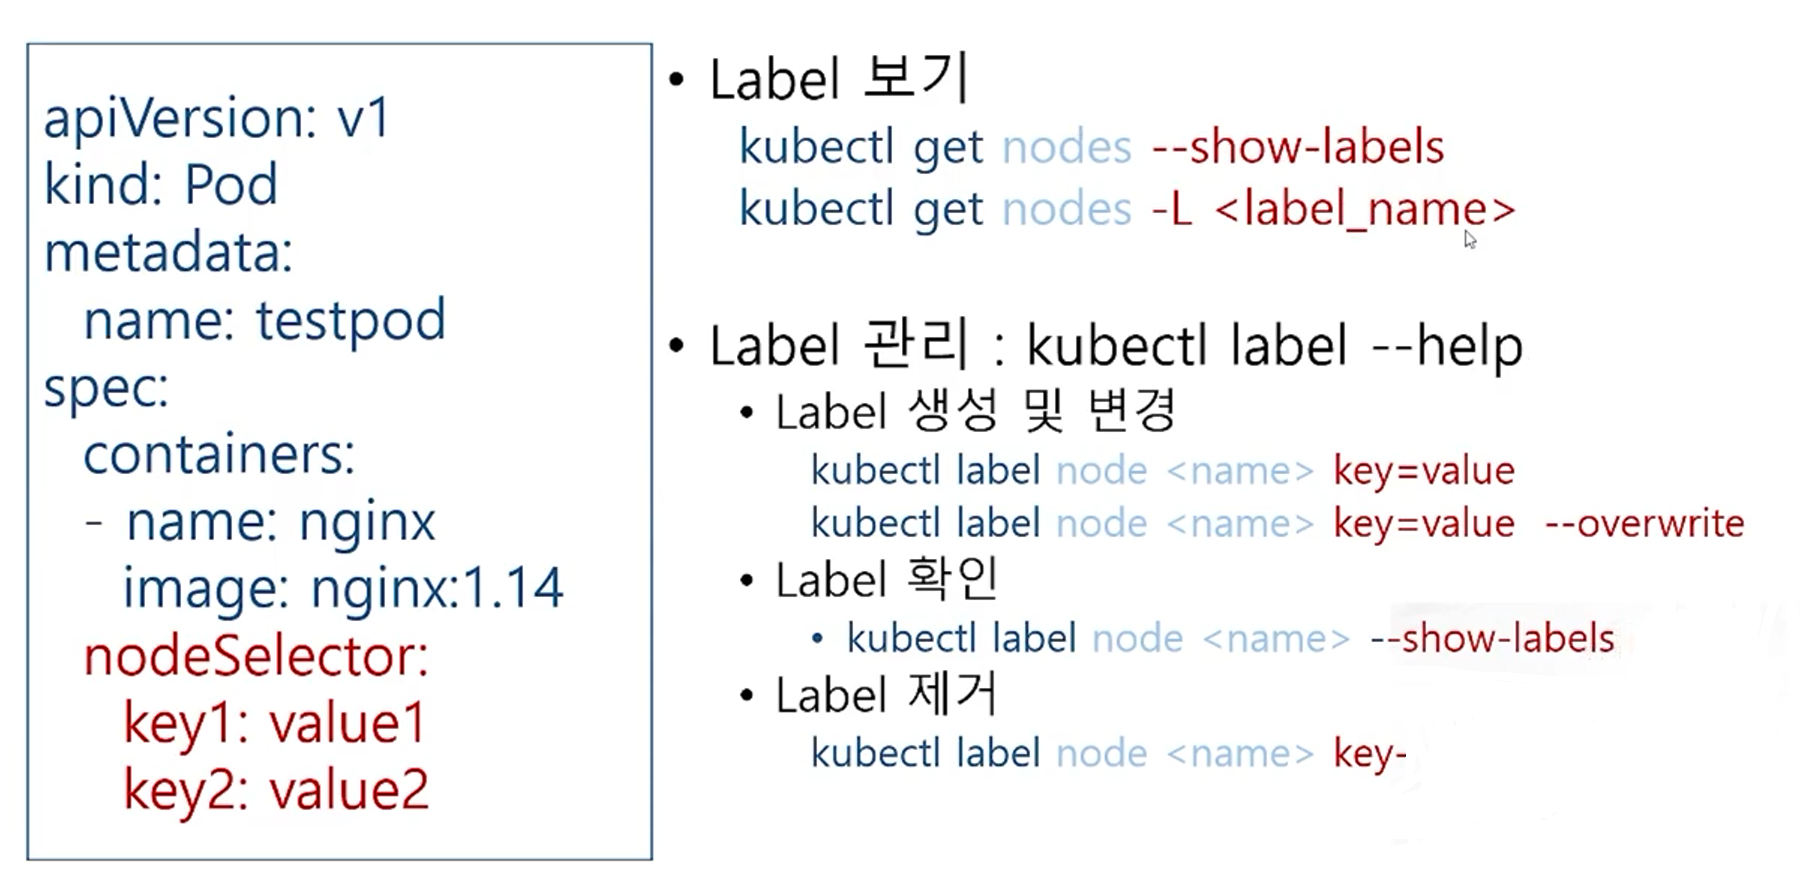 apiVersion: v1
kind: Pod
metadata:
  name: testpod
spec:
  containers:
  - name: nginx
    image: nginx:1.14
  nodeSelector:
    key1: value1
    key2: value2
• Label 보기
kubectl get nodes --show-labels
kubectl get nodes -L <label_name>
• Label 관리 : kubectl label --help
• Label 생성 및 변경
kubectl label node <name> key=value
kubectl label node <name> key=value --overwrite
• Label 확인
• kubectl label node <name> --show-labels
• Label 제거
kubectl label node <name> key-